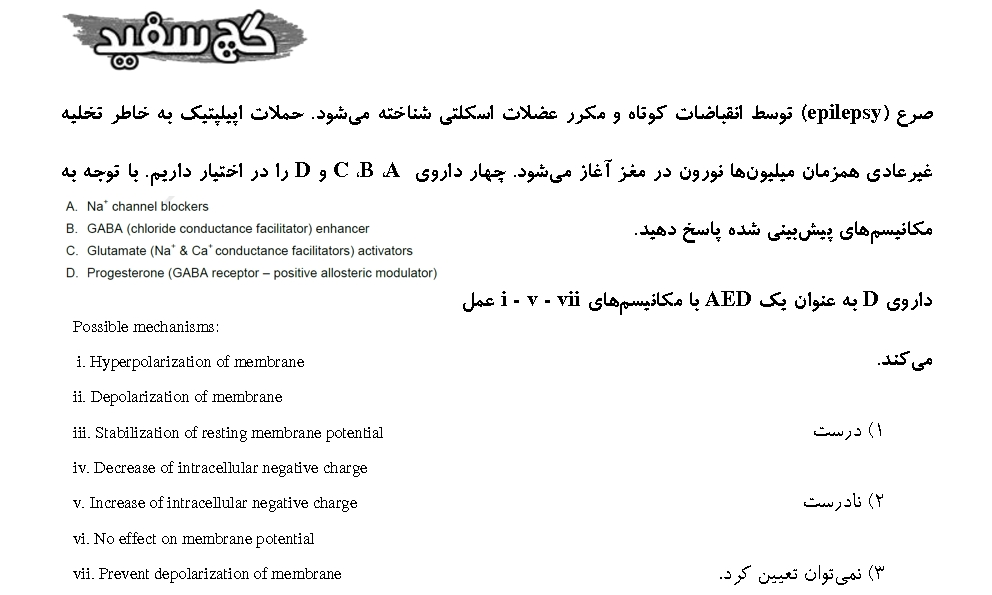 گچ سفید
صرع (epilepsy) توسط انقباضات کوتاه و مکرر عضلات اسکلتی شناخته می‌شود. حملات اپیلپتیک به خاطر تخلیه
غیرعادی همزمان میلیون‌ها نورون در مغز آغاز می‌شود. چهار داروی A، B، C و D را در اختیار داریم. با توجه به
مکانیسم‌های پیش‌بینی شده پاسخ دهید.
A. Na⁺ channel blockers
B. GABA (chloride conductance facilitator) enhancer
C. Glutamate (Na⁺ & Ca⁺ conductance facilitators) activators
D. Progesterone (GABA receptor – positive allosteric modulator)
داروی D به عنوان یک AED با مکانیسم‌های i - v - vii عمل
می‌کند.
Possible mechanisms:
i. Hyperpolarization of membrane
ii. Depolarization of membrane
iii. Stabilization of resting membrane potential
iv. Decrease of intracellular negative charge
v. Increase of intracellular negative charge
vi. No effect on membrane potential
vii. Prevent depolarization of membrane
۱) درست
۲) نادرست
۳) نمی‌توان تعیین کرد.